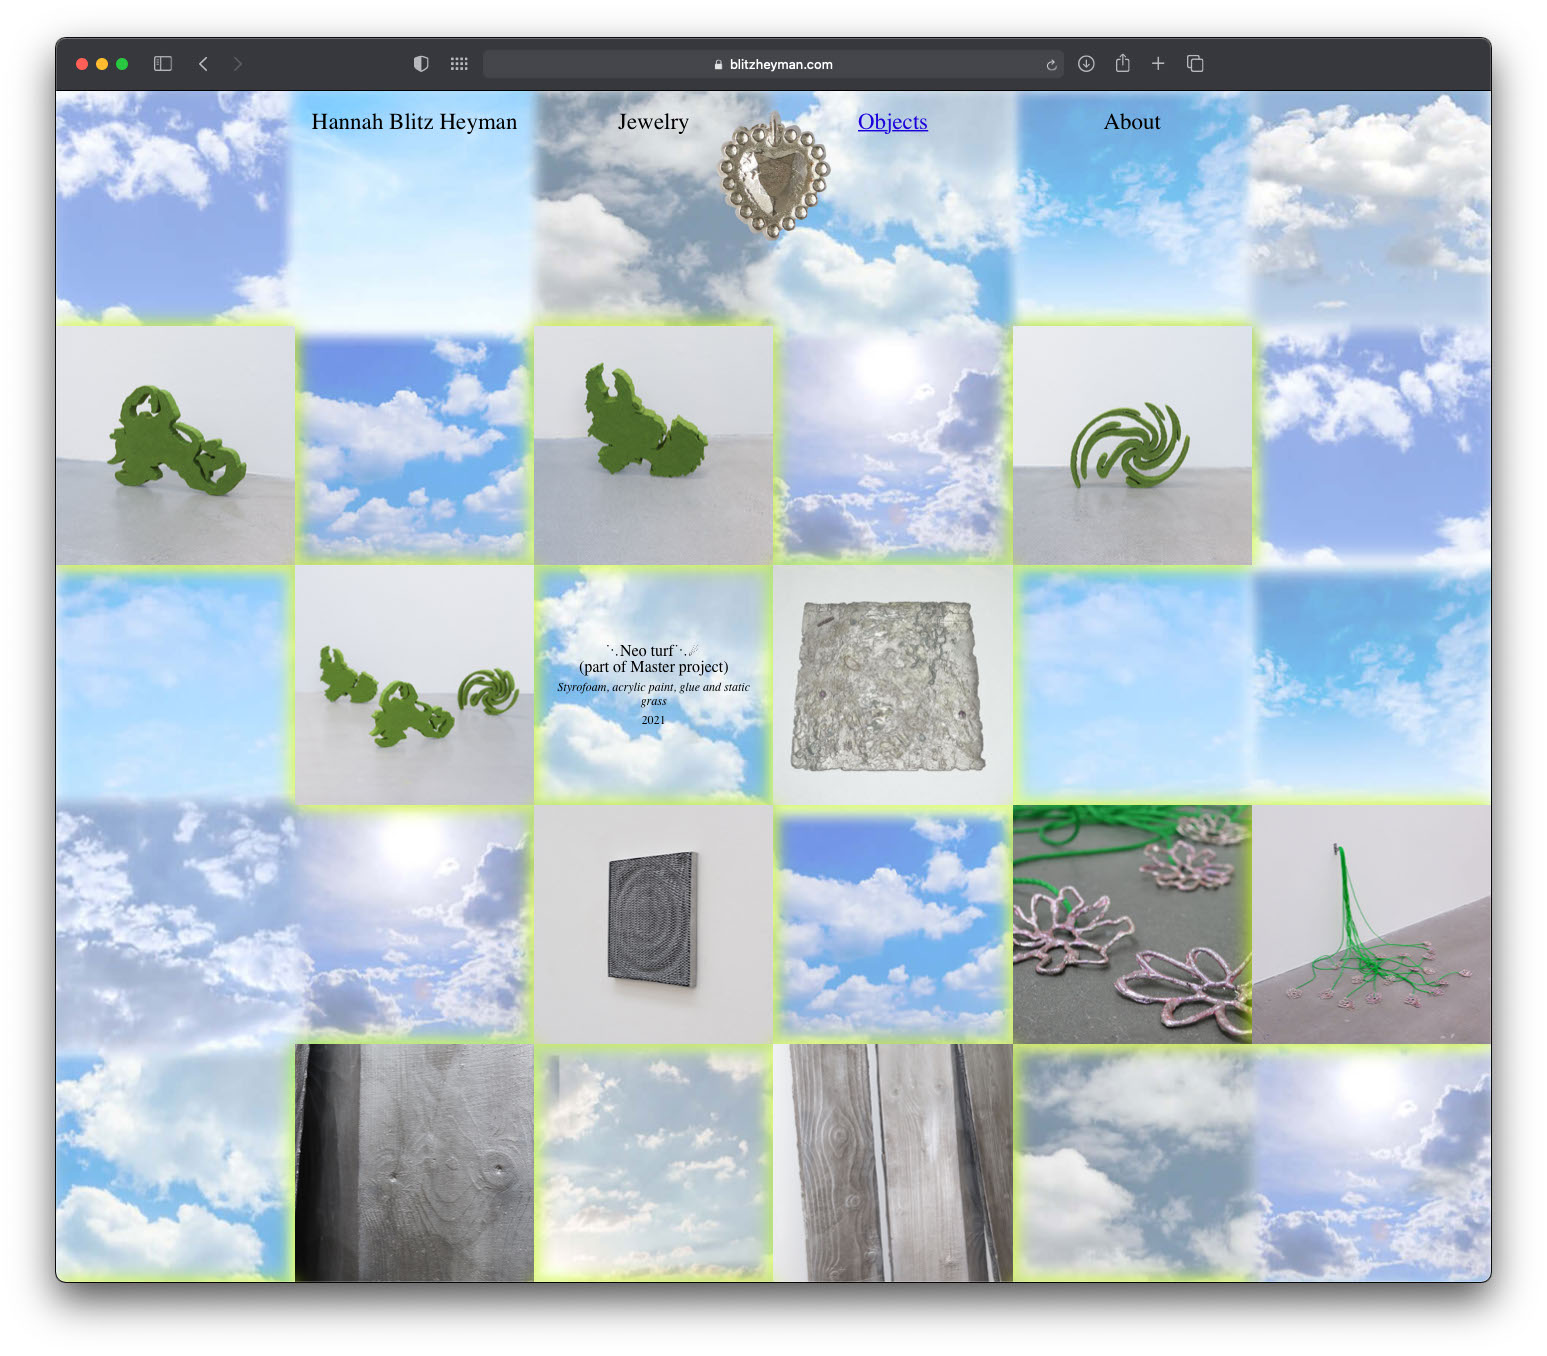 blitzheyman.com
Hannah Blitz Heyman
Jewelry
Objects
About
⋱Neo turf⋱☄
(part of Master project)
Styrofoam, acrylic paint, glue and static
grass
2021